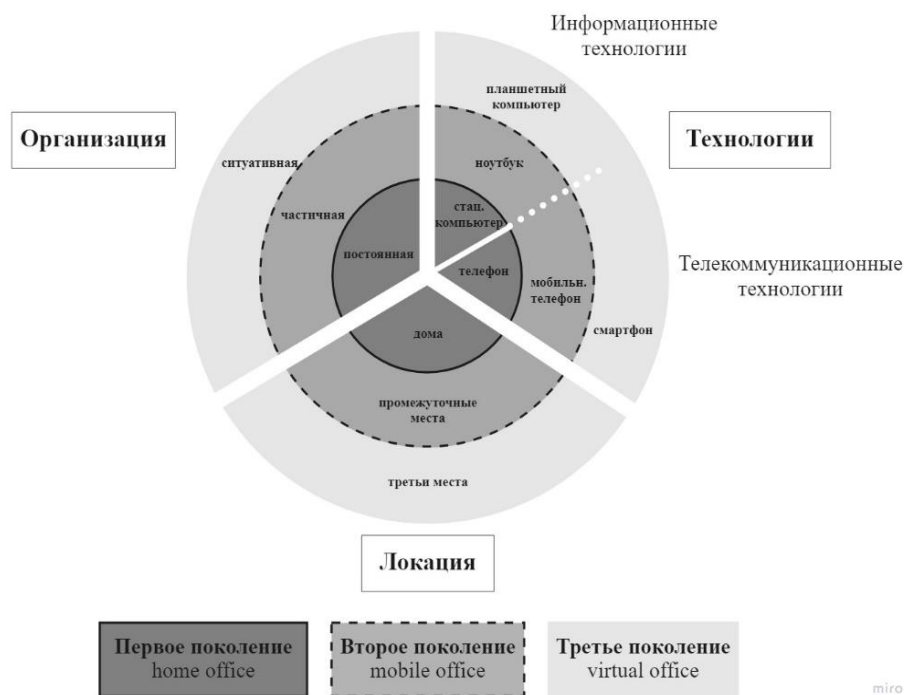 Информационные
технологии
планшетный
компьютер
Организация
Технологии
ситуативная
ноутбук
частичная
стац.
компьютер
постоянная
телефон
Телекоммуникационные
технологии
мобильн.
телефон
смартфон
дома
промежуточные
места
третьи места
Локация
Первое поколение
home office
Второе поколение
mobile office
Третье поколение
virtual office
miro